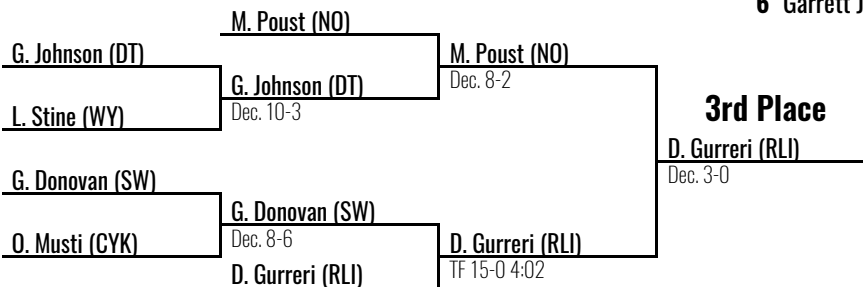 6 Garrett J
M. Poust (NO)
G. Johnson (DT)
M. Poust (NO)
G. Johnson (DT)
Dec. 8-2
L. Stine (WY)
Dec. 10-3
3rd Place
D. Gurreri (RLI)
G. Donovan (SW)
Dec. 3-0
G. Donovan (SW)
O. Musti (CYK)
Dec. 8-6
D. Gurreri (RLI)
D. Gurreri (RLI)
TF 15-0 4:02